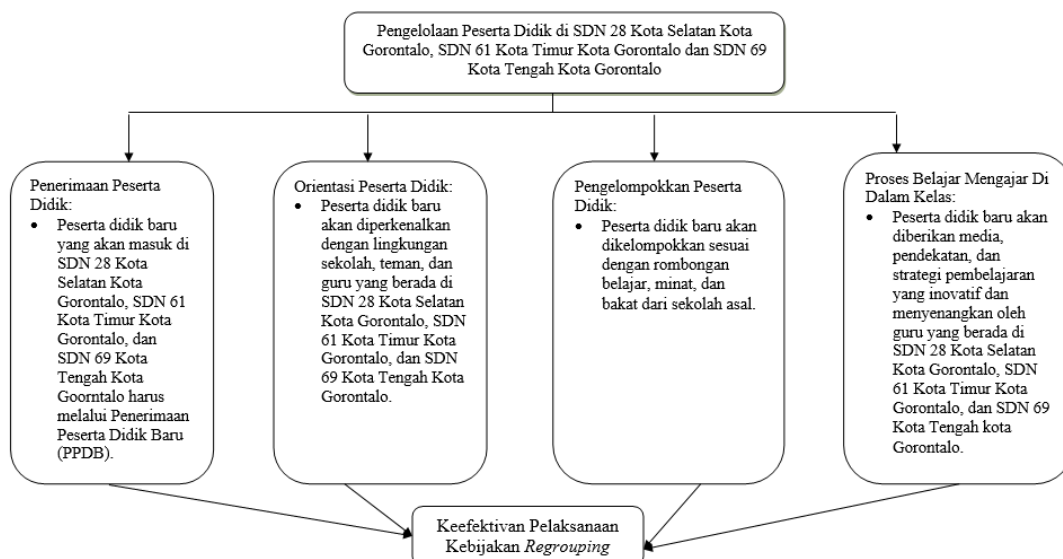 Pengelolaan Peserta Didik di SDN 28 Kota Selatan Kota
Gorontalo, SDN 61 Kota Timur Kota Gorontalo dan SDN 69
Kota Tengah Kota Gorontalo
Penerimaan Peserta
Didik:
• Peserta didik baru
yang akan masuk di
SDN 28 Kota
Selatan Kota
Gorontalo, SDN 61
Kota Timur Kota
Gorontalo, dan
SDN 69 Kota
Tengah Kota
Goorntalo harus
melalui Penerimaan
Peserta Didik Baru
(PPDB).
Orientasi Peserta Didik:
• Peserta didik baru
akan diperkenalkan
dengan lingkungan
sekolah, teman, dan
guru yang berada di
SDN 28 Kota Selatan
Kota Gorontalo, SDN
61 Kota Timur Kota
Gorontalo, dan SDN
69 Kota Tengah Kota
Gorontalo.
Pengelompokkan Peserta
Didik:
• Peserta didik baru akan
dikelompokkan sesuai
dengan rombongan
belajar, minat, dan
bakat dari sekolah asal.
Proses Belajar Mengajar Di
Dalam Kelas:
• Peserta didik baru akan
diberikan media,
pendekatan, dan
strategi pembelajaran
yang inovatif dan
menyenangkan oleh
guru yang berada di
SDN 28 Kota Selatan
Kota Gorontalo, SDN
61 Kota Timur Kota
Gorontalo, dan SDN 69
Kota Tengah kota
Gorontalo.
Keefektivan Pelaksanaan
Kebijakan Regrouping